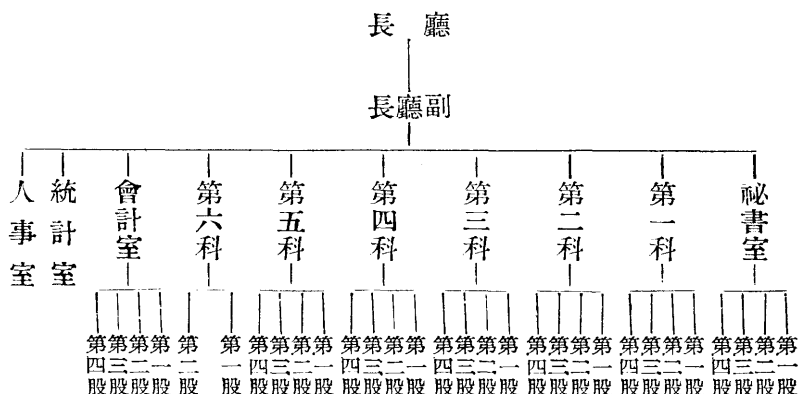 廳長
副廳長
祕書室
第一科
第二科
第三科
第四科
第五科
第六科
會計室
統計室
人事室
第一股
第二股
第三股
第四股
第一股
第二股
第三股
第四股
第一股
第二股
第三股
第四股
第一股
第二股
第三股
第四股
第一股
第二股
第三股
第四股
第一股
第二股
第三股
第四股
第一股
第二股
第一股
第二股
第三股
第四股